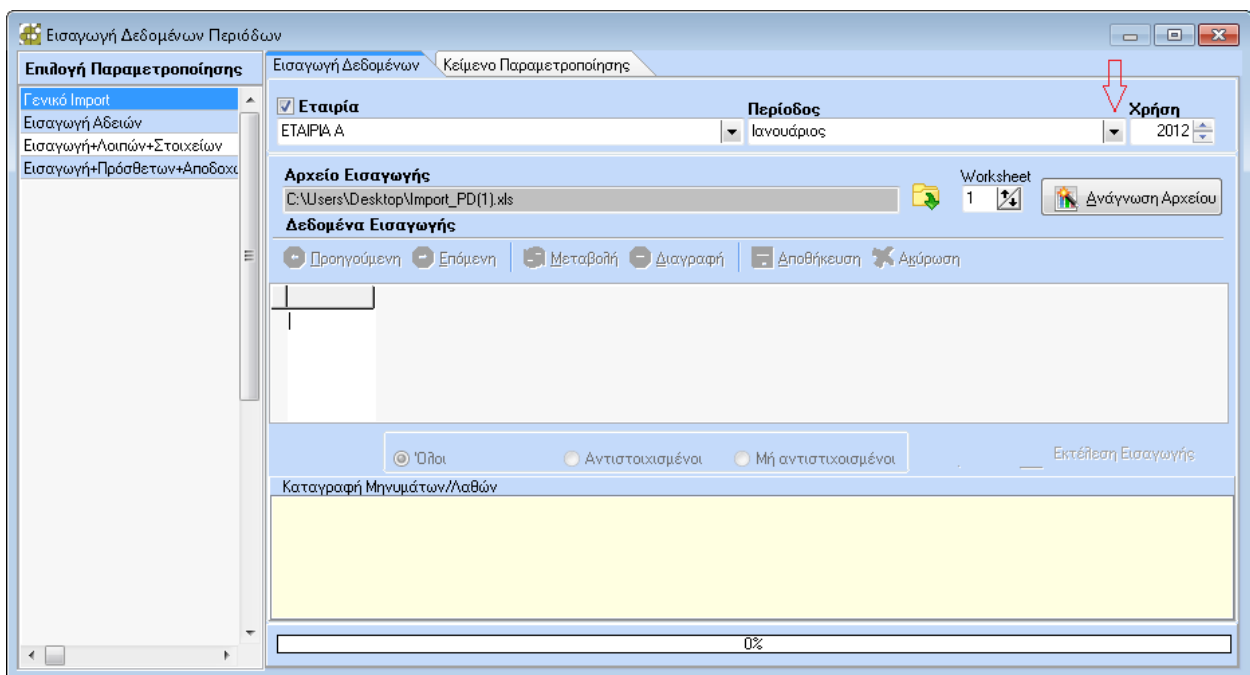 Εισαγωγή Δεδομένων Περιόδων
Επιλογή Παραμετροποίησης
Γενικό Import
Εισαγωγή Αδειών
Εισαγωγή+Λοιπών+Στοιχείων
Εισαγωγή+Πρόσθετων+Αποδοχω
Εισαγωγή Δεδομένων Κείμενο Παραμετροποίησης
Εταιρία Περίοδος Χρήση
ΕΤΑΙΡΙΑ Α Ιανουάριος 2012
Αρχείο Εισαγωγής Worksheet
C:\Users\Desktop\Import_PD(1).xls 1 Ανάγνωση Αρχείου
Δεδομένα Εισαγωγής
Προηγούμενη Επόμενη Μεταβολή Διαγραφή Αποθήκευση Ακύρωση
Όλοι Αντιστοιχισμένοι Μή αντιστιχοισμένοι Εκτέλεση Εισαγωγής
Καταγραφή Μηνυμάτων/Λαθών
0%